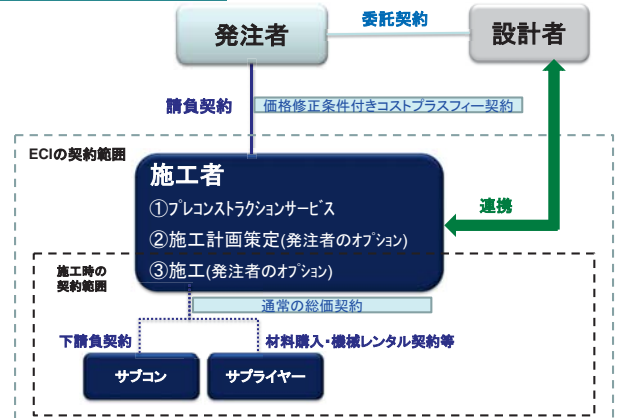 発注者
委託契約
設計者
請負契約
価格修正条件付きコストプラスフィー契約
ECIの契約範囲
施工者
①プレコンストラクションサービス
②施工計画策定(発注者のオプション)
③施工(発注者のオプション)
連携
施工時の
契約範囲
通常の総価契約
下請負契約
材料購入・機械レンタル契約等
サブコン
サプライヤー